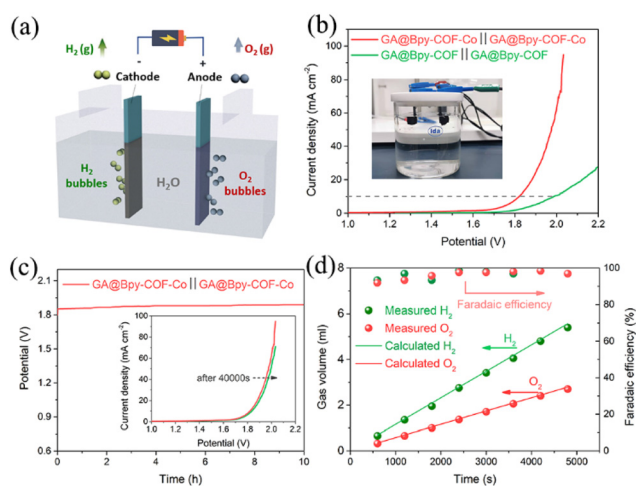 (a)
H2 (g)
O2 (g)
-
+
Cathode
Anode
H2
bubbles
H2O
O2
bubbles
(b)
GA@Bpy-COF-Co||GA@Bpy-COF-Co
GA@Bpy-COF||GA@Bpy-COF
Current density (mA cm-2)
100
80
60
40
20
0
ida
1.0 1.2 1.4 1.6 1.8 2.0 2.2
Potential (V)
(c)
GA@Bpy-COF-Co||GA@Bpy-COF-Co
Potential (V)
2.1
1.8
1.5
1.2
0.9
0.6
Current density (mA cm-2)
100
80
60
40
20
0
after 40000s
1.0 1.2 1.4 1.6 1.8 2.0 2.2
Potential (V)
0 2 4 6 8 10
Time (h)
(d)
Gas volume (ml)
8
6
4
2
0
Faradaic efficiency
Measured H2
Measured O2
Calculated H2
Calculated O2
H2
O2
100
80
60
40
20
0
Faradaic efficiency (%)
0 1000 2000 3000 4000 5000
Time (s)